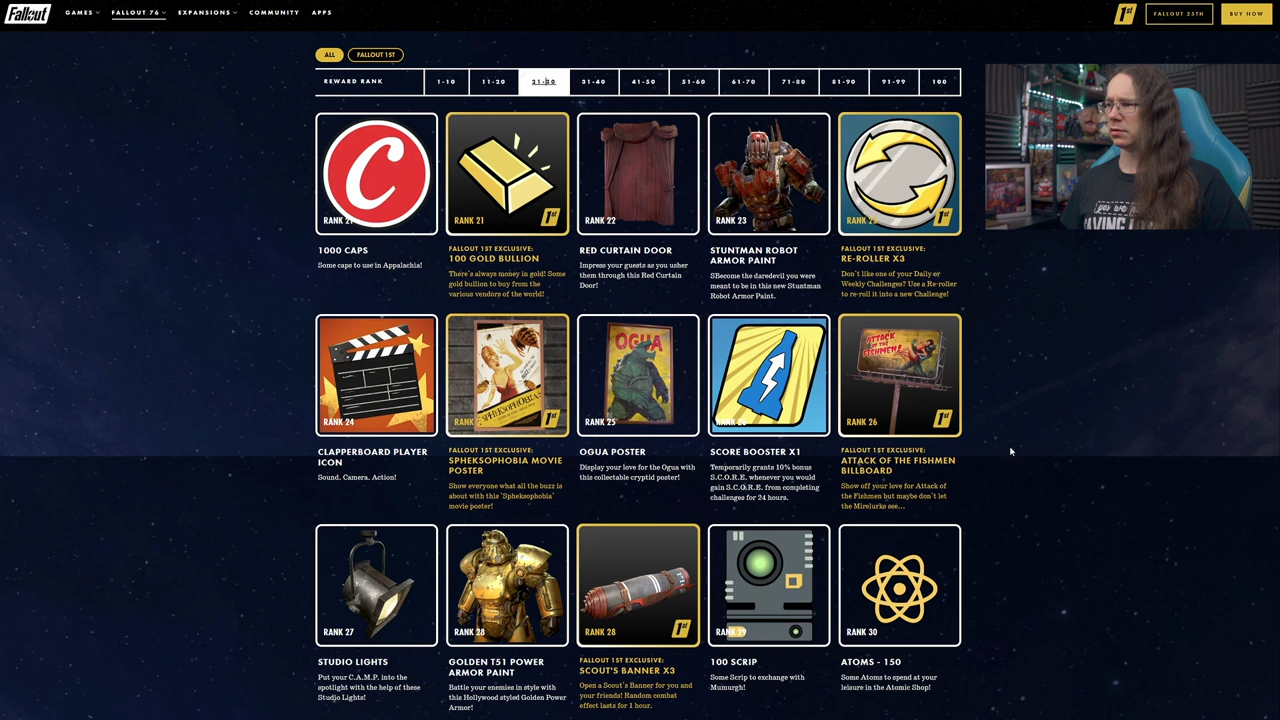 Fallout
GAMES
FALLOUT 76
EXPANSIONS
COMMUNITY
APPS
1st
FALLOUT 25TH
BUY NOW
ALL
FALLOUT 1ST
REWARD RANK
1-10
11-20
21-30
31-40
41-50
51-60
61-70
71-80
81-90
91-99
100
C
RANK 21
RANK 21
1st
RANK 22
RANK 23
RANK 23
1st
1000 CAPS
Some caps to use in Appalachia!
FALLOUT 1ST EXCLUSIVE:
100 GOLD BULLION
There's always money in gold! Some
gold bullion to buy from the
various vendors of the world!
RED CURTAIN DOOR
Impress your guests as you usher
them through this Red Curtain
Door!
STUNTMAN ROBOT
ARMOR PAINT
SBecome the daredevil you were
meant to be in this new Stuntman
Robot Armor Paint.
FALLOUT 1ST EXCLUSIVE:
RE-ROLLER X3
Don't like one of your Daily or
Weekly Challenges? Use a Re-roller
to re-roll it into a new Challenge!
RANK 24
SPHEKSOPHOBIA
RANK
1st
OGUA
RANK 25
ATTACK
OF THE
FISHMEN!
RANK 26
1st
CLAPPERBOARD PLAYER
ICON
Sound. Camera. Action!
FALLOUT 1ST EXCLUSIVE:
SPHEKSOPHOBIA MOVIE
POSTER
Show everyone what all the buzz is
about with this 'Spheksophobia'
movie poster!
OGUA POSTER
Display your love for the Ogua with
this collectable cryptid poster!
SCORE BOOSTER X1
Temporarily grants 10% bonus
S.C.O.R.E. whenever you would
gain S.C.O.R.E. from completing
challenges for 24 hours.
FALLOUT 1ST EXCLUSIVE:
ATTACK OF THE FISHMEN
BILLBOARD
Show off your love for Attack of
the Fishmen but maybe don't let
the Mirelurks see...
RANK 27
RANK 28
RANK 28
1st
RANK 29
RANK 30
STUDIO LIGHTS
Put your C.A.M.P. into the
spotlight with the help of these
Studio Lights!
GOLDEN T51 POWER
ARMOR PAINT
Battle your enemies in style with
this Hollywood styled Golden Power
Armor!
FALLOUT 1ST EXCLUSIVE:
SCOUT'S BANNER X3
Open a Scout's Banner for you and
your friends! Random combat
effect lasts for 1 hour.
100 SCRIP
Some Scrip to exchange with
Mumurgh!
ATOMS - 150
Some Atoms to spend at your
leisure in the Atomic Shop!